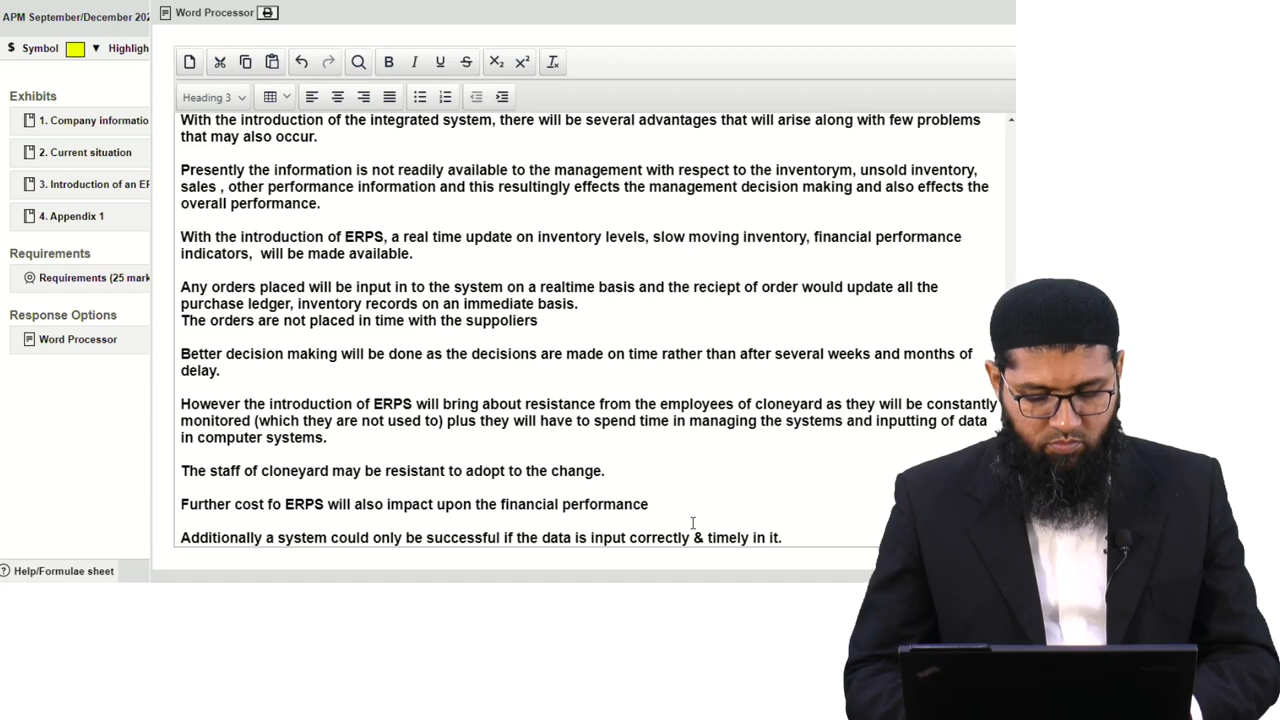 APM September/December 202
Word Processor
$ Symbol
Highligh
Heading 3
Exhibits
1. Company informatio
2. Current situation
3. Introduction of an EF
4. Appendix 1
Requirements
Requirements (25 mark
Response Options
Word Processor
Help/Formulae sheet
With the introduction of the integrated system, there will be several advantages that will arise along with few problems
that may also occur.
Presently the information is not readily available to the management with respect to the inventorym, unsold inventory,
sales , other performance information and this resultingly effects the management decision making and also effects the
overall performance.
With the introduction of ERPS, a real time update on inventory levels, slow moving inventory, financial performance
indicators, will be made available.
Any orders placed will be input in to the system on a realtime basis and the reciept of order would update all the
purchase ledger, inventory records on an immediate basis.
The orders are not placed in time with the suppoliers
Better decision making will be done as the decisions are made on time rather than after several weeks and months of
delay.
However the introduction of ERPS will bring about resistance from the employees of cloneyard as they will be constantly
monitored (which they are not used to) plus they will have to spend time in managing the systems and inputting of data
in computer systems.
The staff of cloneyard may be resistant to adopt to the change.
Further cost fo ERPS will also impact upon the financial performance
Additionally a system could only be successful if the data is input correctly & timely in it.